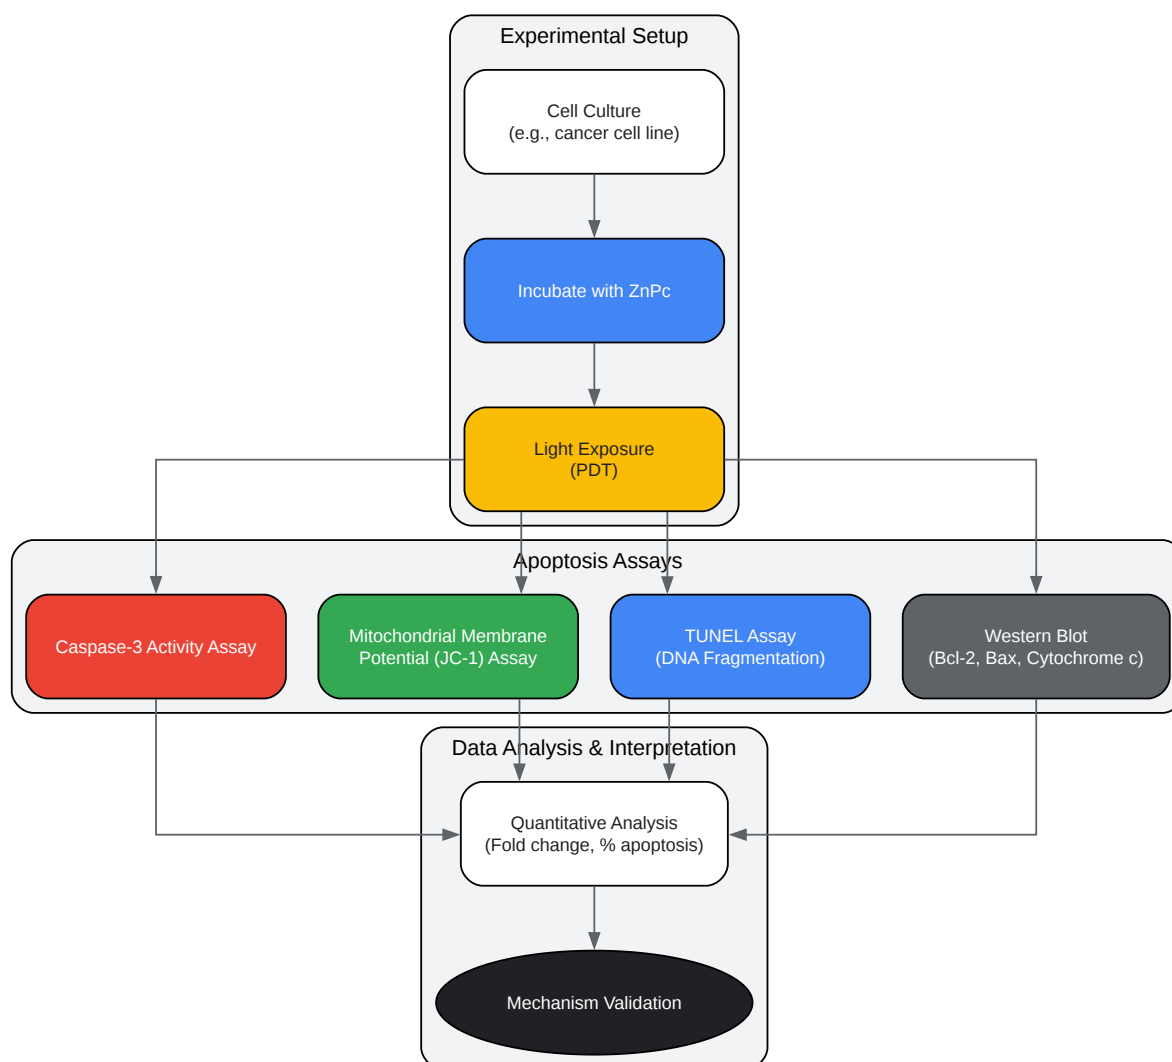 Experimental Setup
Cell Culture
(e.g., cancer cell line)
Incubate with ZnPc
Light Exposure
(PDT)
Apoptosis Assays
Caspase-3 Activity Assay
Mitochondrial Membrane
Potential (JC-1) Assay
TUNEL Assay
(DNA Fragmentation)
Western Blot
(Bcl-2, Bax, Cytochrome c)
Data Analysis & Interpretation
Quantitative Analysis
(Fold change, % apoptosis)
Mechanism Validation